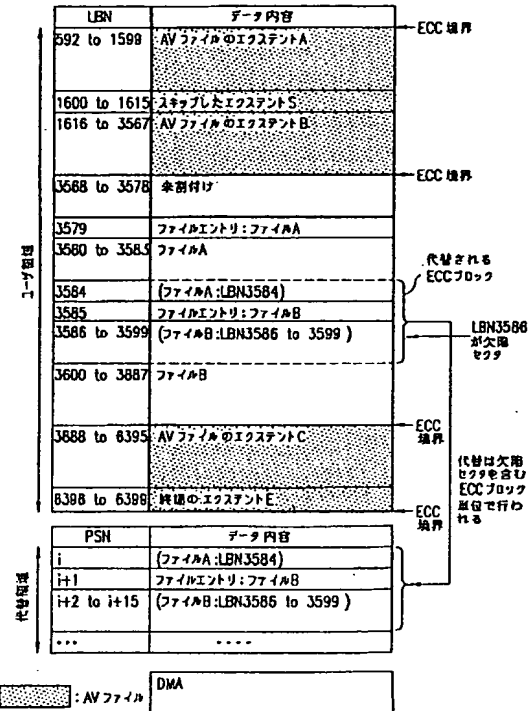 LBN データ内容
592 to 1599 AVファイルのエクステントA
ECC境界
1600 to 1615 スキップしたエクステントS
1616 to 3567 AVファイルのエクステントB
ECC境界
3568 to 3578 未割付け
3579 ファイルエントリ:ファイルA
3580 to 3583 ファイルA
代替される
ECCブロック
3584 (ファイルA:LBN3584)
3585 ファイルエントリ:ファイルB
3586 to 3599 (ファイルB:LBN3586 to 3599 )
LBN3586
が欠陥
セクタ
3600 to 3887 ファイルB
ECC
境界
3888 to 6395 AVファイルのエクステントC
代替は欠陥
セクタを含む
ECCブロック
単位で行わ
れる
6396 to 6399 終端のエクステントE
ECC
境界
ユーザ領域
PSN データ内容
i (ファイルA:LBN3584)
i+1 ファイルエントリ:ファイルB
i+2 to i+15 (ファイルB:LBN3586 to 3599 )
... ....
代替領域
:AVファイル
DMA